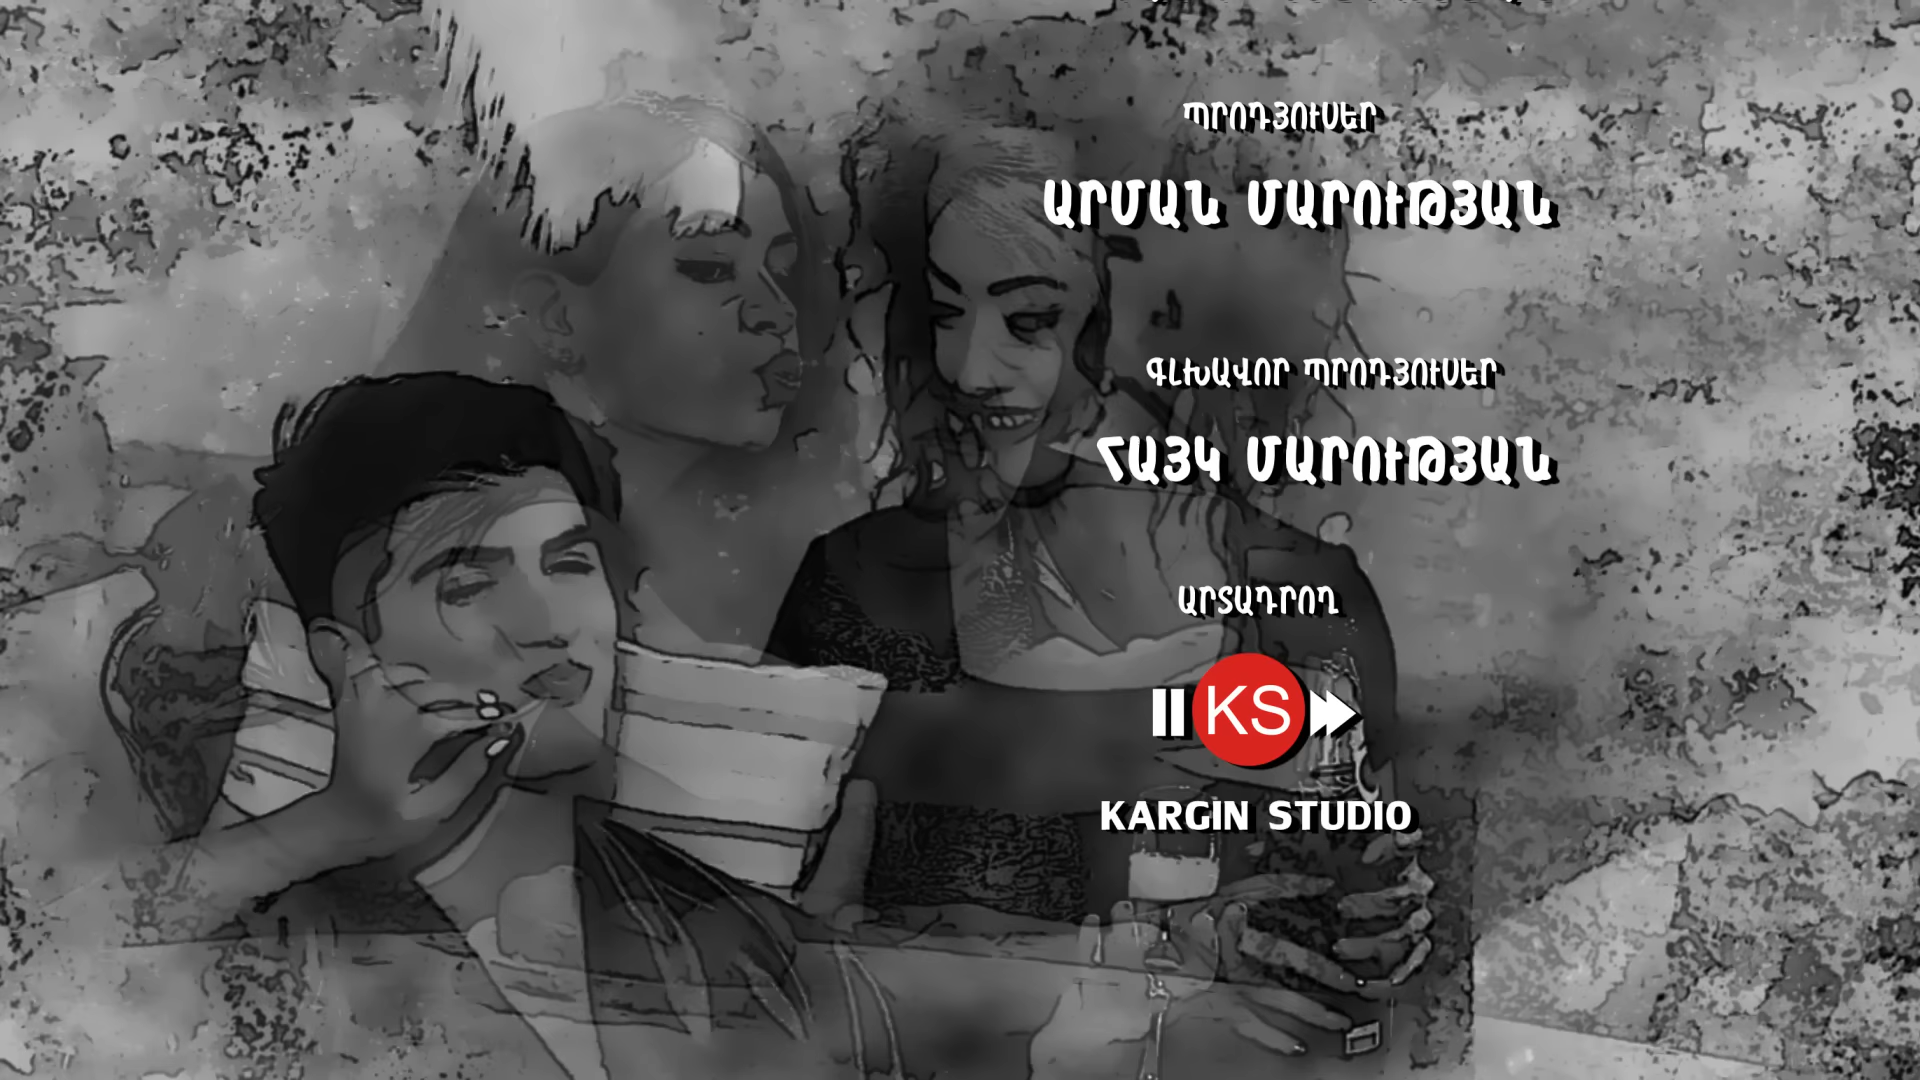 ՊՐՈԴՅՈՒՍԵՐ
ԱՐՄԱՆ ՄԱՐՈՒԹՅԱՆ
ԳԼԽԱՎՈՐ ՊՐՈԴՅՈՒՍԵՐ
ՀԱՅԿ ՄԱՐՈՒԹՅԱՆ
ԱՐՏԱԴՐՈՂ
KS
KARGIN STUDIO